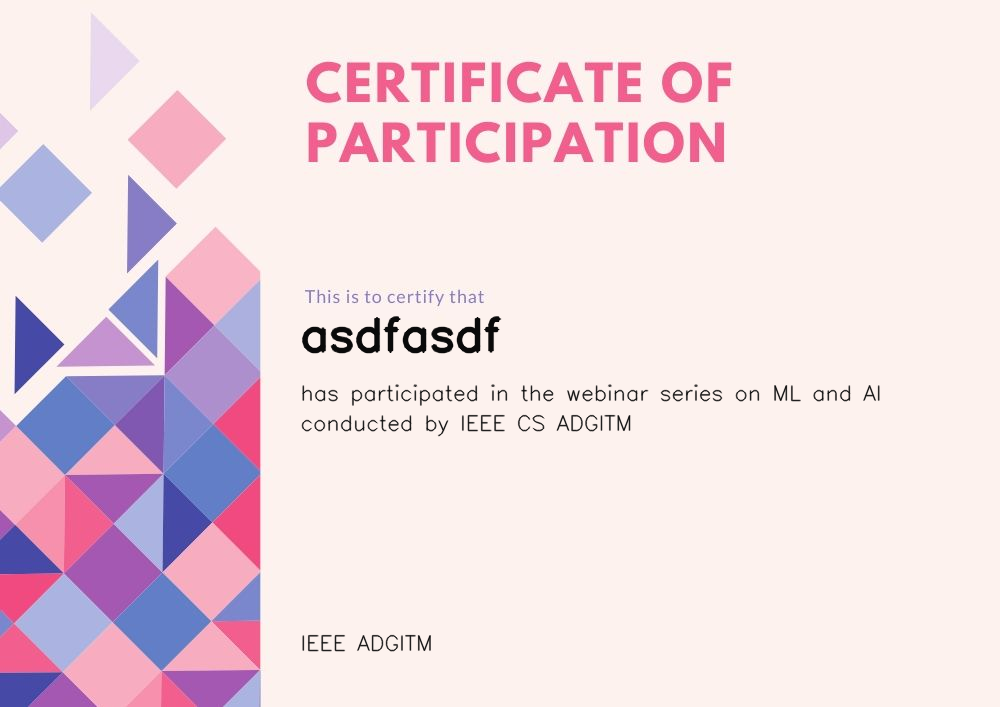 CERTIFICATE OF
PARTICIPATION
This is to certify that
asdfasdf
has participated in the webinar series on ML and AI
conducted by IEEE CS ADGITM
IEEE ADGITM